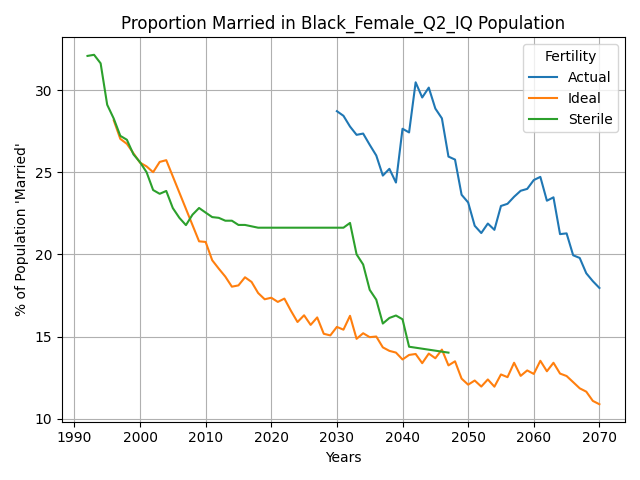 Proportion Married in Black_Female_Q2_IQ Population
% of Population 'Married'
30
25
20
15
10
Fertility
Actual
Ideal
Sterile
1990 2000 2010 2020 2030 2040 2050 2060 2070
Years